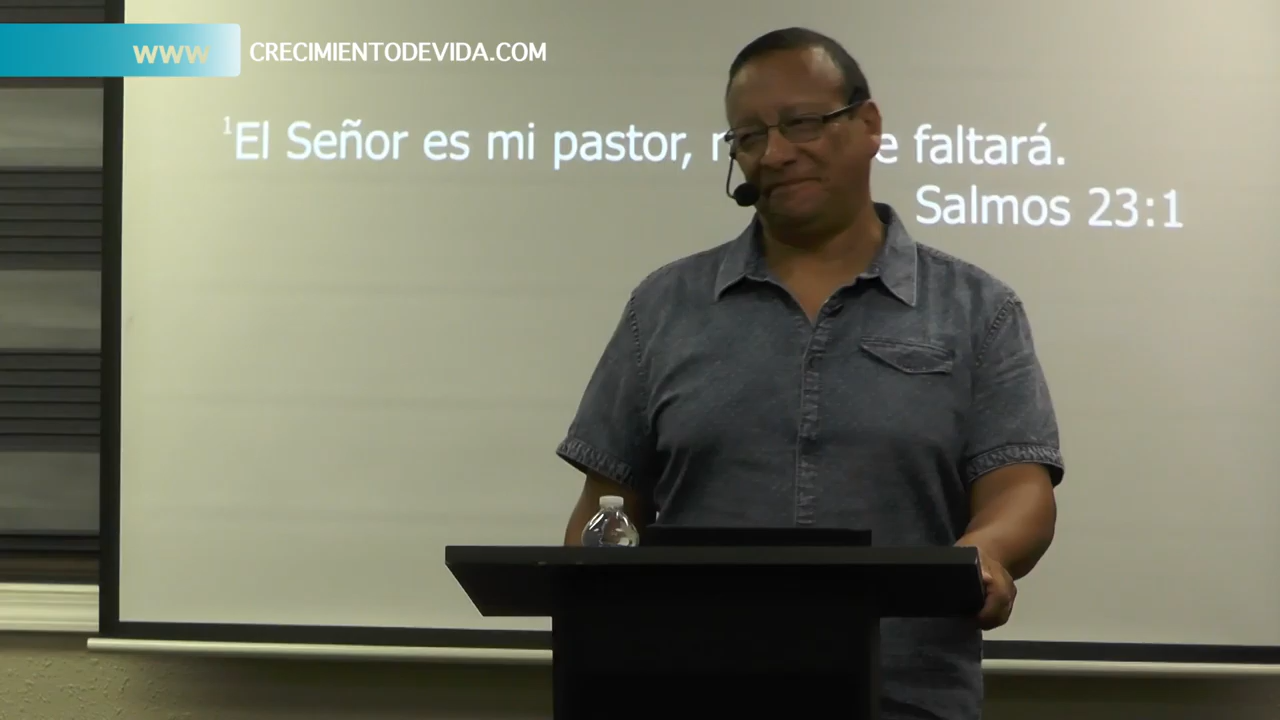 WWW CRECIMIENTODEVIDA.COM
1El Señor es mi pastor, faltará.
Salmos 23:1